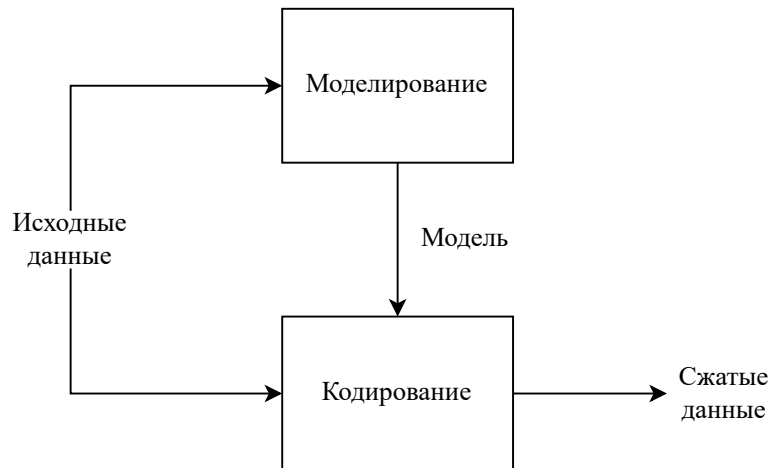 Моделирование
Исходные
данные
Модель
Кодирование
Сжатые
данные